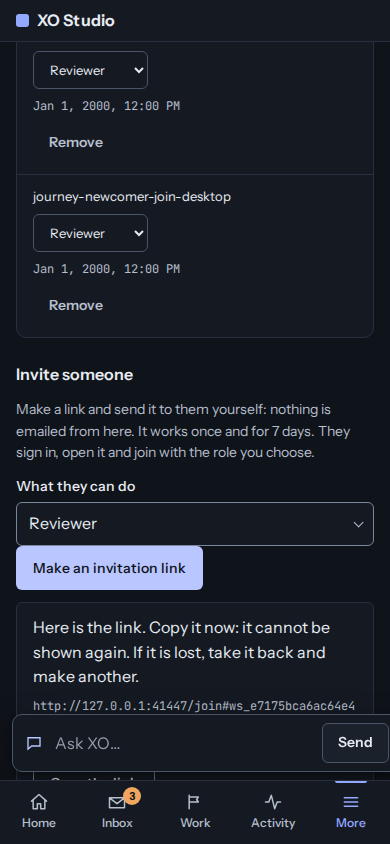 XO Studio
Reviewer
Jan 1, 2000, 12:00 PM
Remove
journey-newcomer-join-desktop
Reviewer
Jan 1, 2000, 12:00 PM
Remove
Invite someone
Make a link and send it to them yourself: nothing is
emailed from here. It works once and for 7 days. They
sign in, open it and join with the role you choose.
What they can do
Reviewer
Make an invitation link
Here is the link. Copy it now: it cannot be
shown again. If it is lost, take it back and
make another.
http://127.0.0.1:41447/join#ws_e7175bca6ac64e4
Ask XO...
Send
3
Home
Inbox
Work
Activity
More